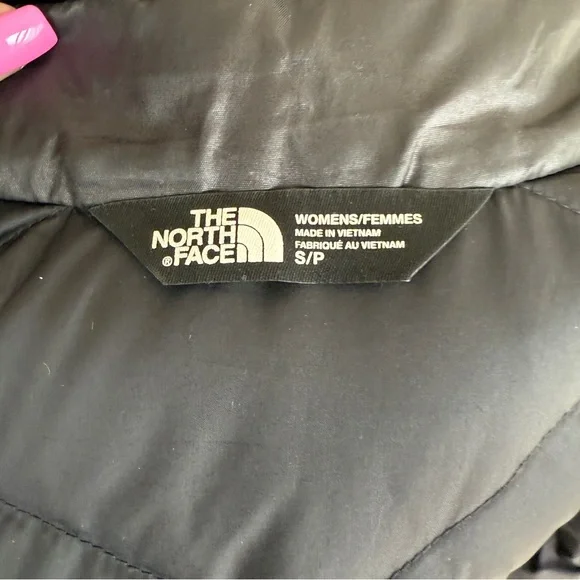 THE
NORTH
®FACE
WOMENS/FEMMES
MADE IN VIETNAM
FABRIQUÉ AU VIETNAM
S/P